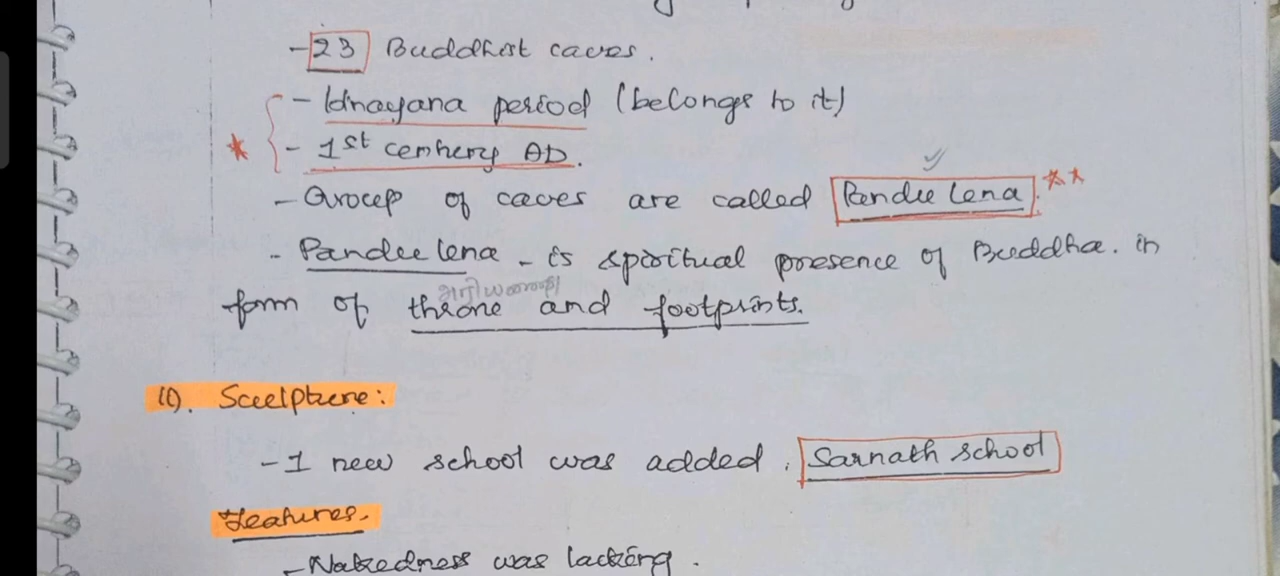 - 23 Buddhist caves.
- Hnayana period (belongs to it)
- 1st century AD.
- Group of caves are called Pandu Lena.
- Pandu Lena - is spiritual presence of Buddha. in
form of throne and footprints.
11). Sculpture:
- 1 new school was added. Sarnath school
Features.
- Nakedness was lacking.